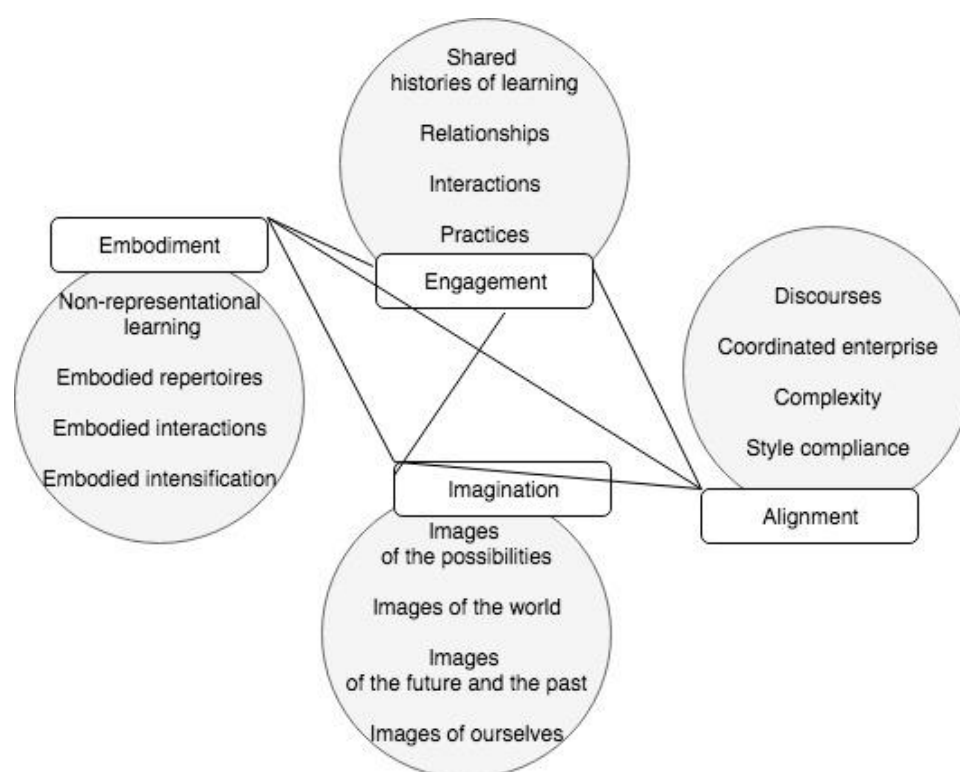 Shared
histories of learning
Relationships
Interactions
Practices
Engagement
Embodiment
Non-representational
learning
Embodied repertoires
Embodied interactions
Embodied intensification
Discourses
Coordinated enterprise
Complexity
Style compliance
Alignment
Imagination
Images
of the possibilities
Images of the world
Images
of the future and the past
Images of ourselves